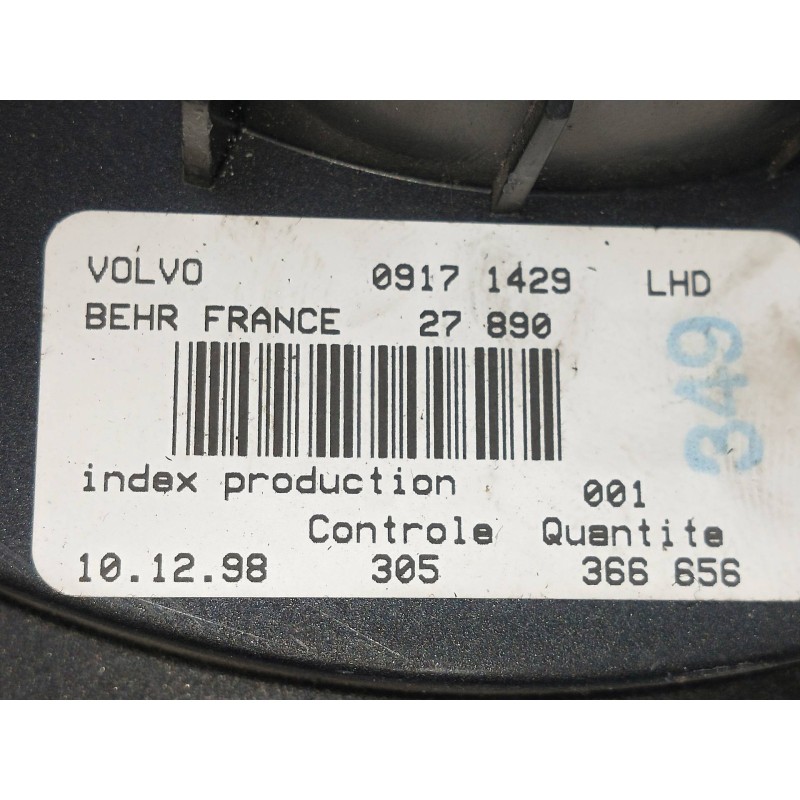 VOLVO 0917 1429 LHD
BEHR FRANCE 27 890
index production 001
Controle Quantite
10.12.98 305 366 656
349